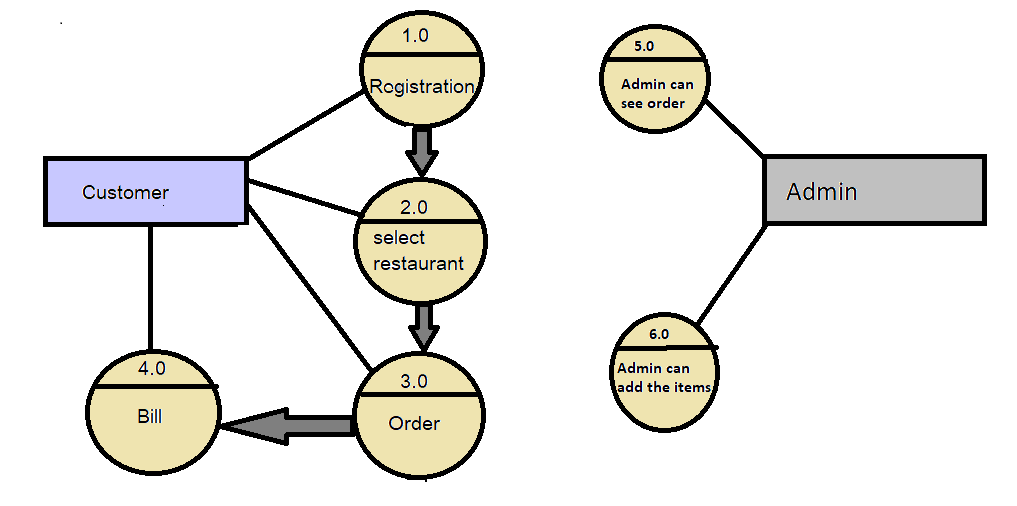 1.0
Rogistration
Customer
2.0
select
restaurant
3.0
Order
4.0
Bill
5.0
Admin can
see order
Admin
6.0
Admin can
add the items